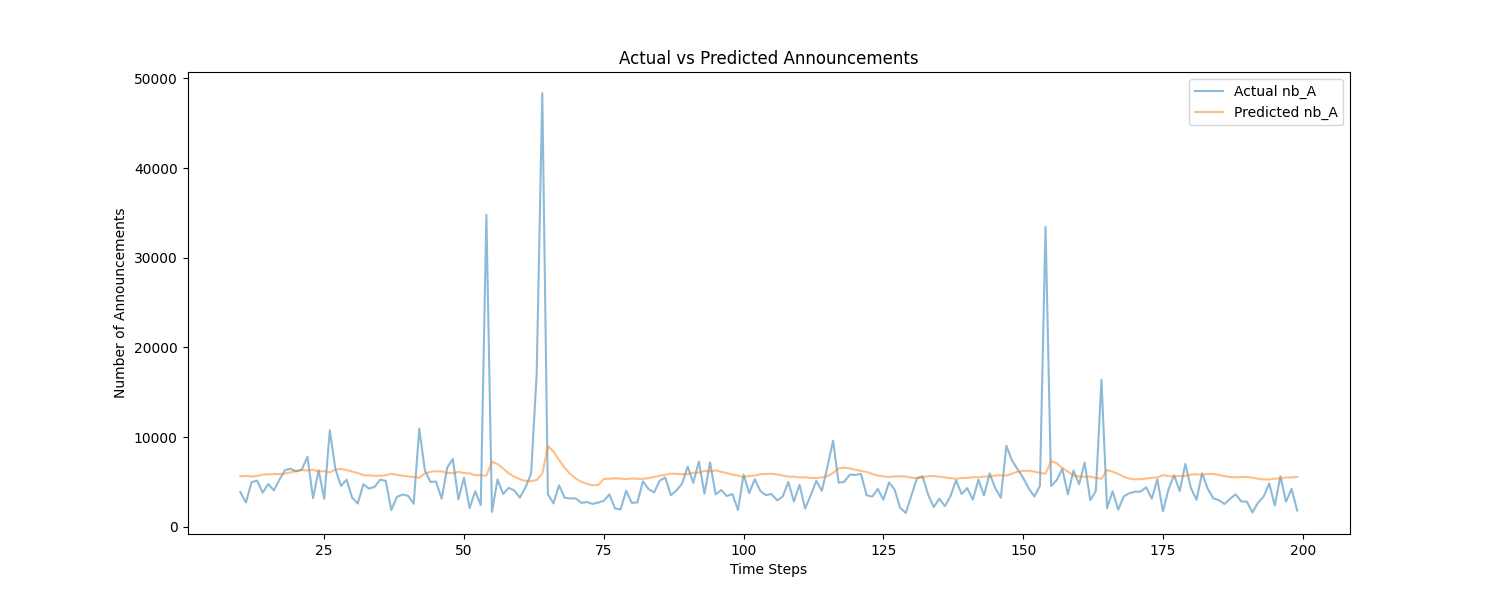 Actual vs Predicted Announcements
Actual nb_A
Predicted nb_A
Number of Announcements
50000
40000
30000
20000
10000
0
25
50
75
100
125
150
175
200
Time Steps